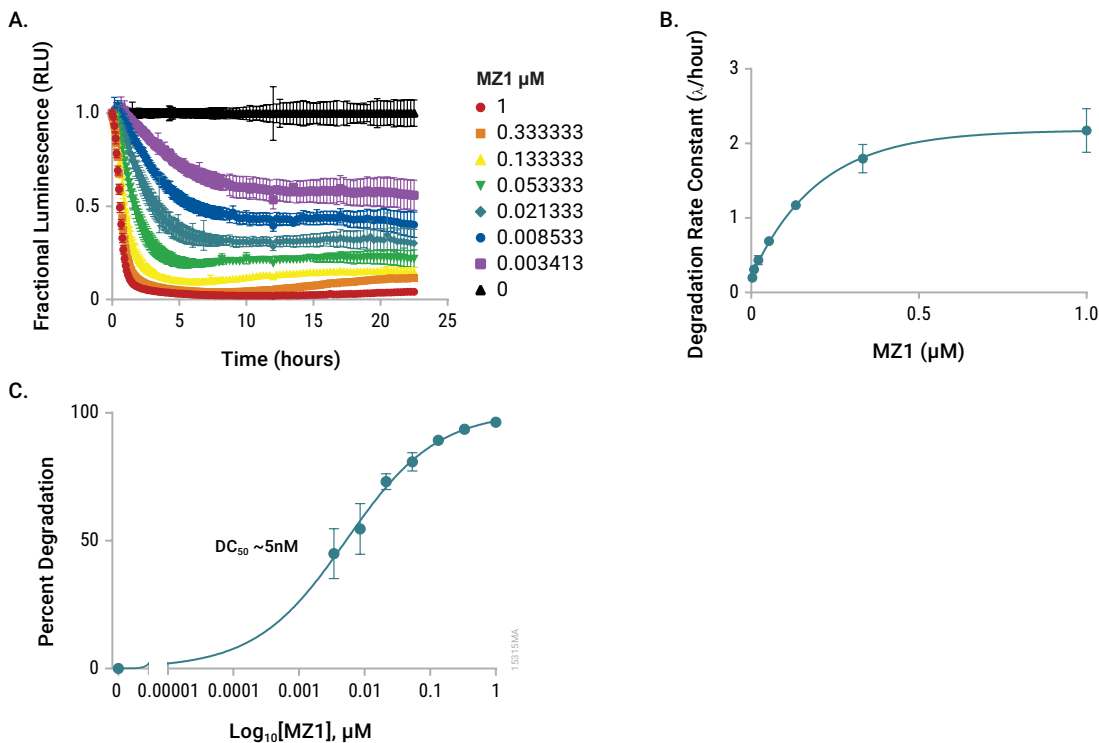 A.
Fractional Luminescence (RLU)
1.0
0.5
0
0
5
10
15
20
25
Time (hours)
MZ1 µM
1
0.333333
0.133333
0.053333
0.021333
0.008533
0.003413
0
B.
Degradation Rate Constant (λ/hour)
3
2
1
0
0
0.5
1.0
MZ1 (µM)
C.
Percent Degradation
100
50
0
DC₅₀ ~5nM
0
0.00001
0.0001
0.001
0.01
0.1
1
Log₁₀[MZ1], µM
15315MA